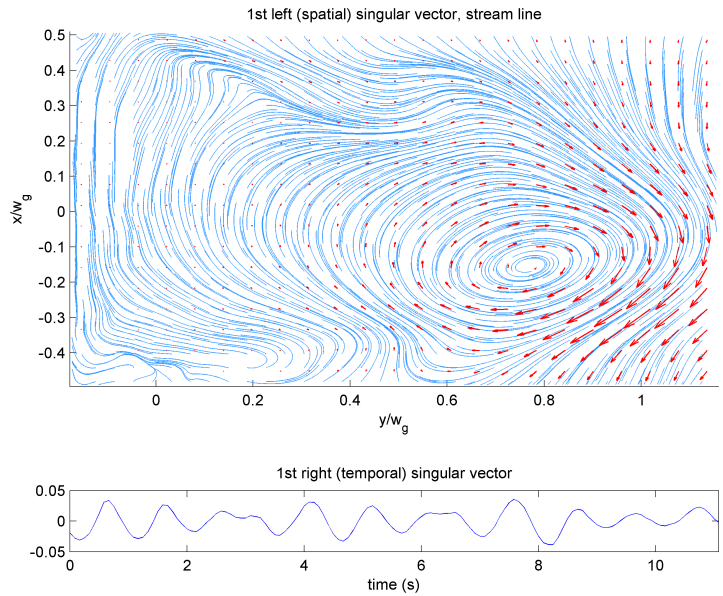 1st left (spatial) singular vector, stream line
0.5
0.4
0.3
0.2
0.1
0
-0.1
-0.2
-0.3
-0.4
x/wg
0 0.2 0.4 0.6 0.8 1
y/wg
1st right (temporal) singular vector
0.05
0
-0.05
0 2 4 6 8 10
time (s)